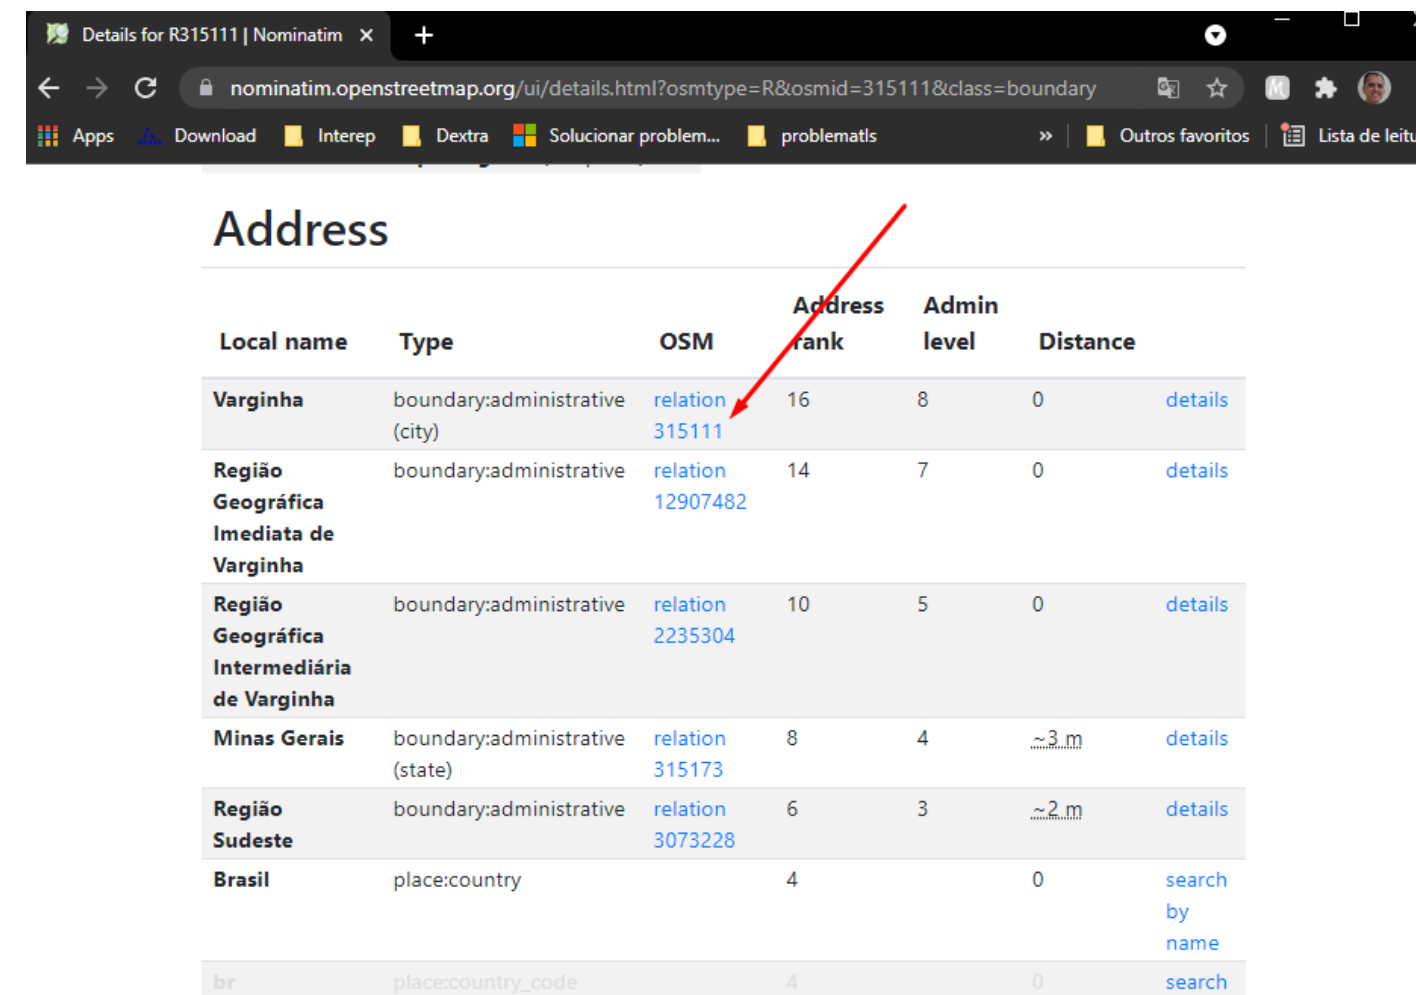 Details for R315111 | Nominatim
nominatim.openstreetmap.org/ui/details.html?osmtype=R&osmid=315111&class=boundary
Apps Download Interep Dextra Solucionar problem... problematls » Outros favoritos Lista de leitu
Address
Local name Type OSM Address rank Admin level Distance
Varginha boundary:administrative relation 16 8 0 details
(city) 315111
Região boundary:administrative relation 14 7 0 details
Geográfica 12907482
Imediata de
Varginha
Região boundary:administrative relation 10 5 0 details
Geográfica 2235304
Intermediária
de Varginha
Minas Gerais boundary:administrative relation 8 4 ~3 m details
(state) 315173
Região boundary:administrative relation 6 3 ~2 m details
Sudeste 3073228
Brasil place:country 4 0 search
by
name
br place:country_code 4 0 search